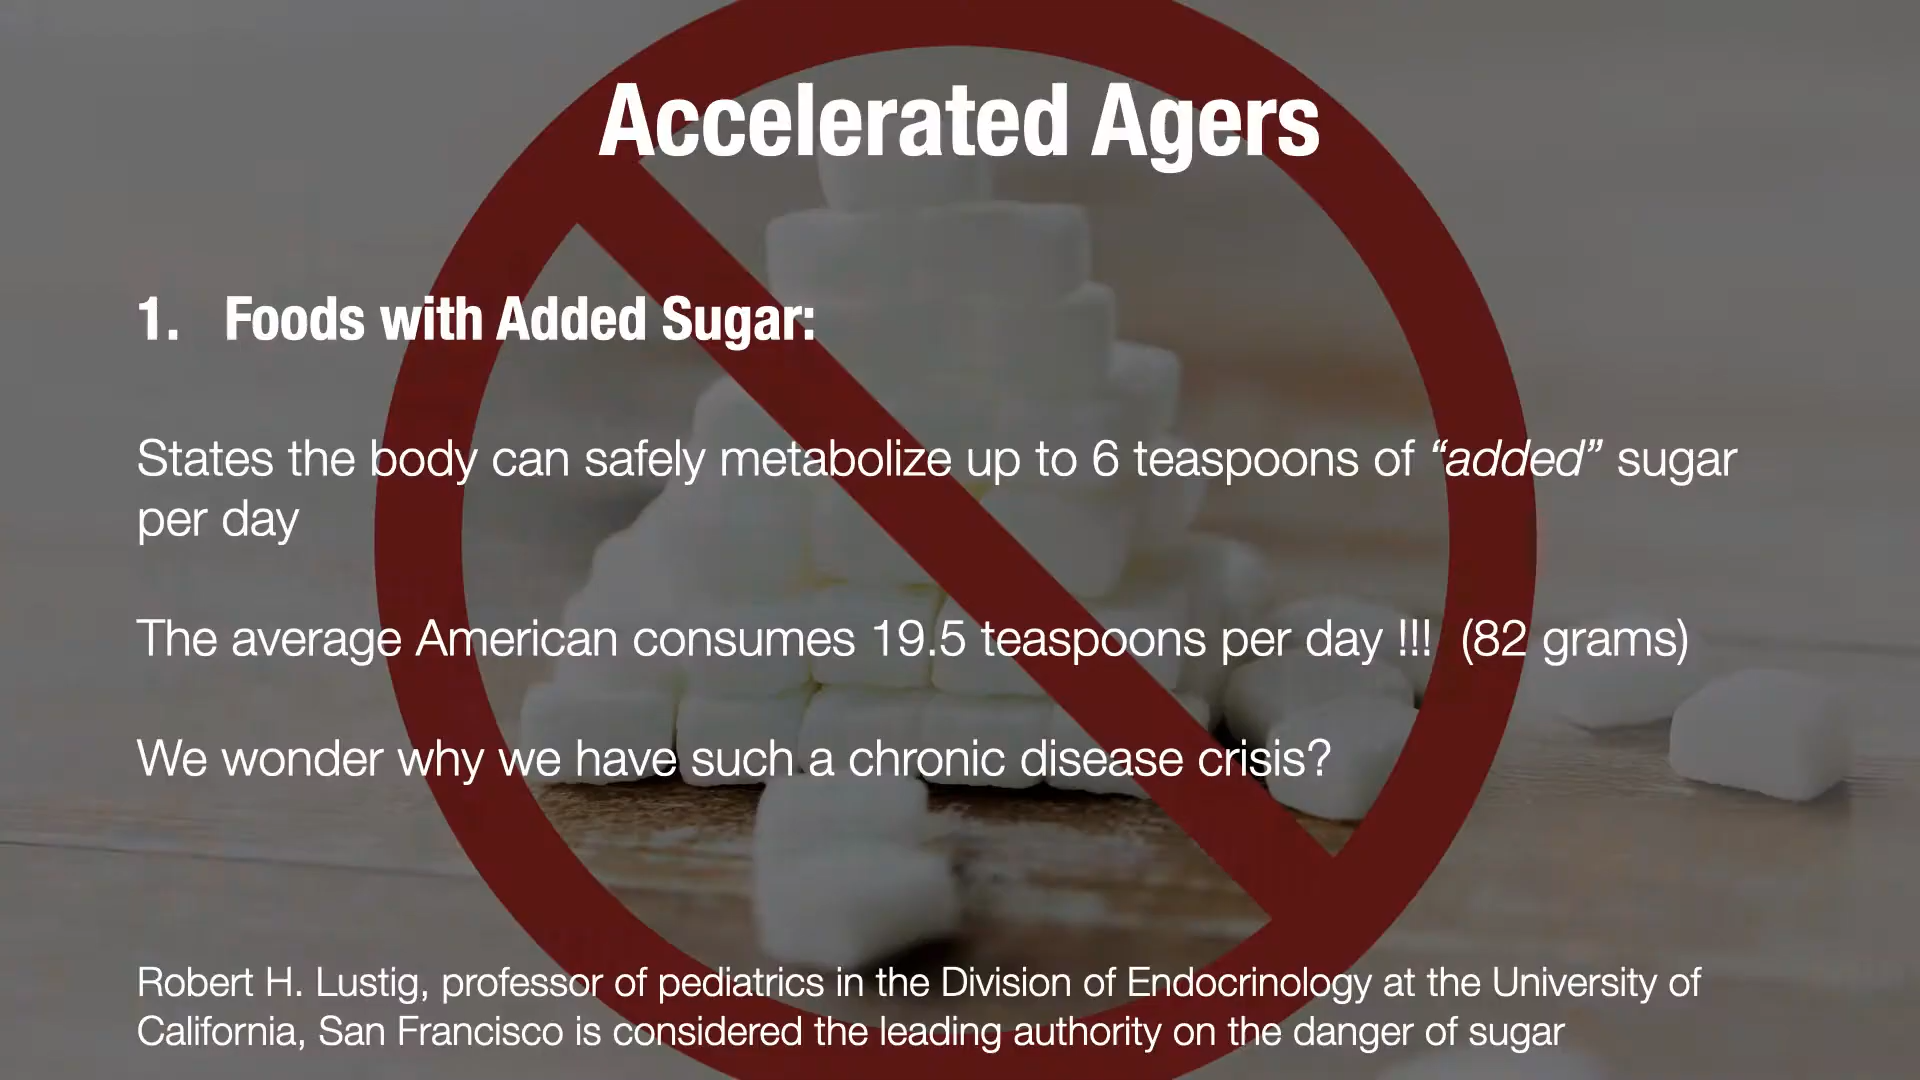 Accelerated Agers
1. Foods with Added Sugar:
States the body can safely metabolize up to 6 teaspoons of “added” sugar
per day
The average American consumes 19.5 teaspoons per day !!! (82 grams)
We wonder why we have such a chronic disease crisis?
Robert H. Lustig, professor of pediatrics in the Division of Endocrinology at the University of
California, San Francisco is considered the leading authority on the danger of sugar